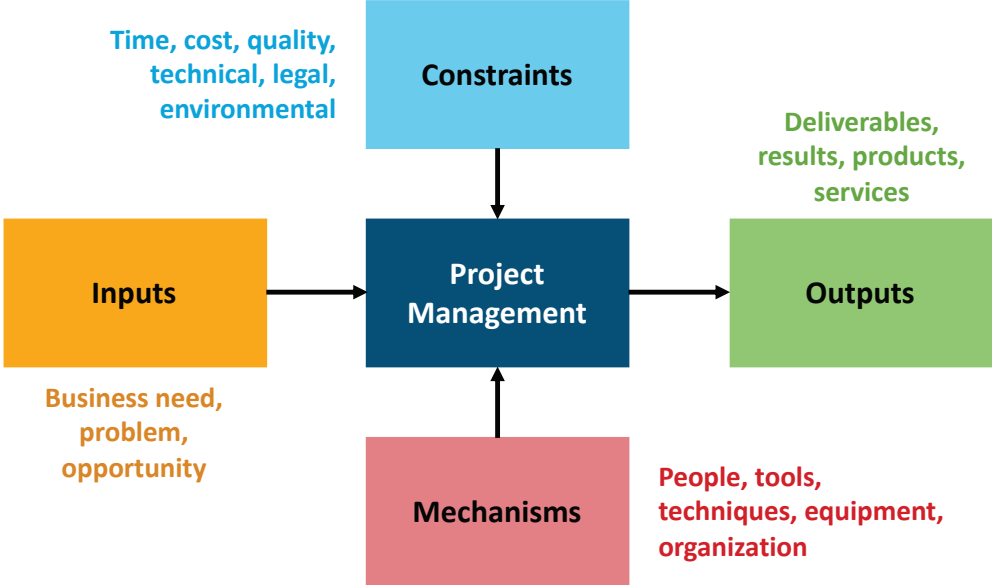 Time, cost, quality,
technical, legal,
environmental
Constraints
Deliverables,
results, products,
services
Inputs
Project
Management
Outputs
Business need,
problem,
opportunity
Mechanisms
People, tools,
techniques, equipment,
organization